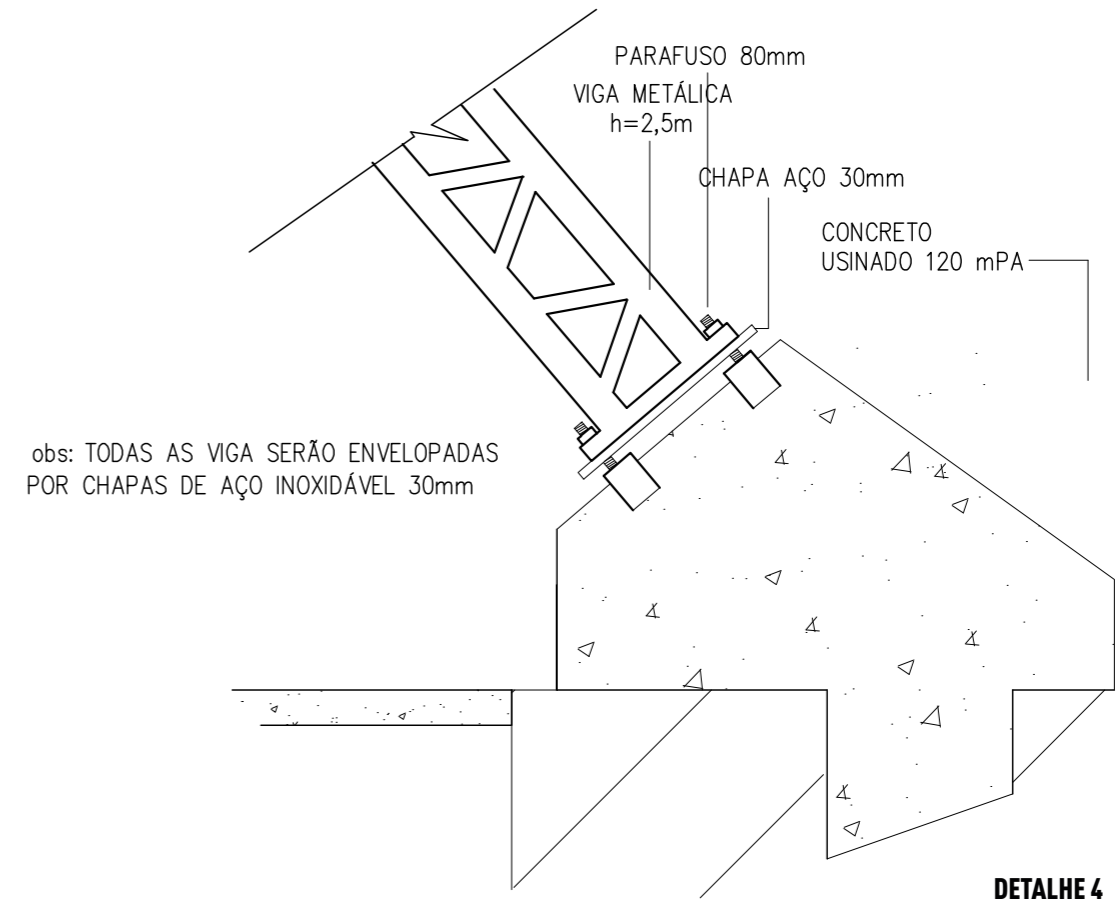 PARAFUSO 80mm
VIGA METÁLICA
h=2,5m
CHAPA AÇO 30mm
CONCRETO
USINADO 120 mPA
obs: TODAS AS VIGA SERÃO ENVELOPADAS
POR CHAPAS DE AÇO INOXIDÁVEL 30mm
DETALHE 4